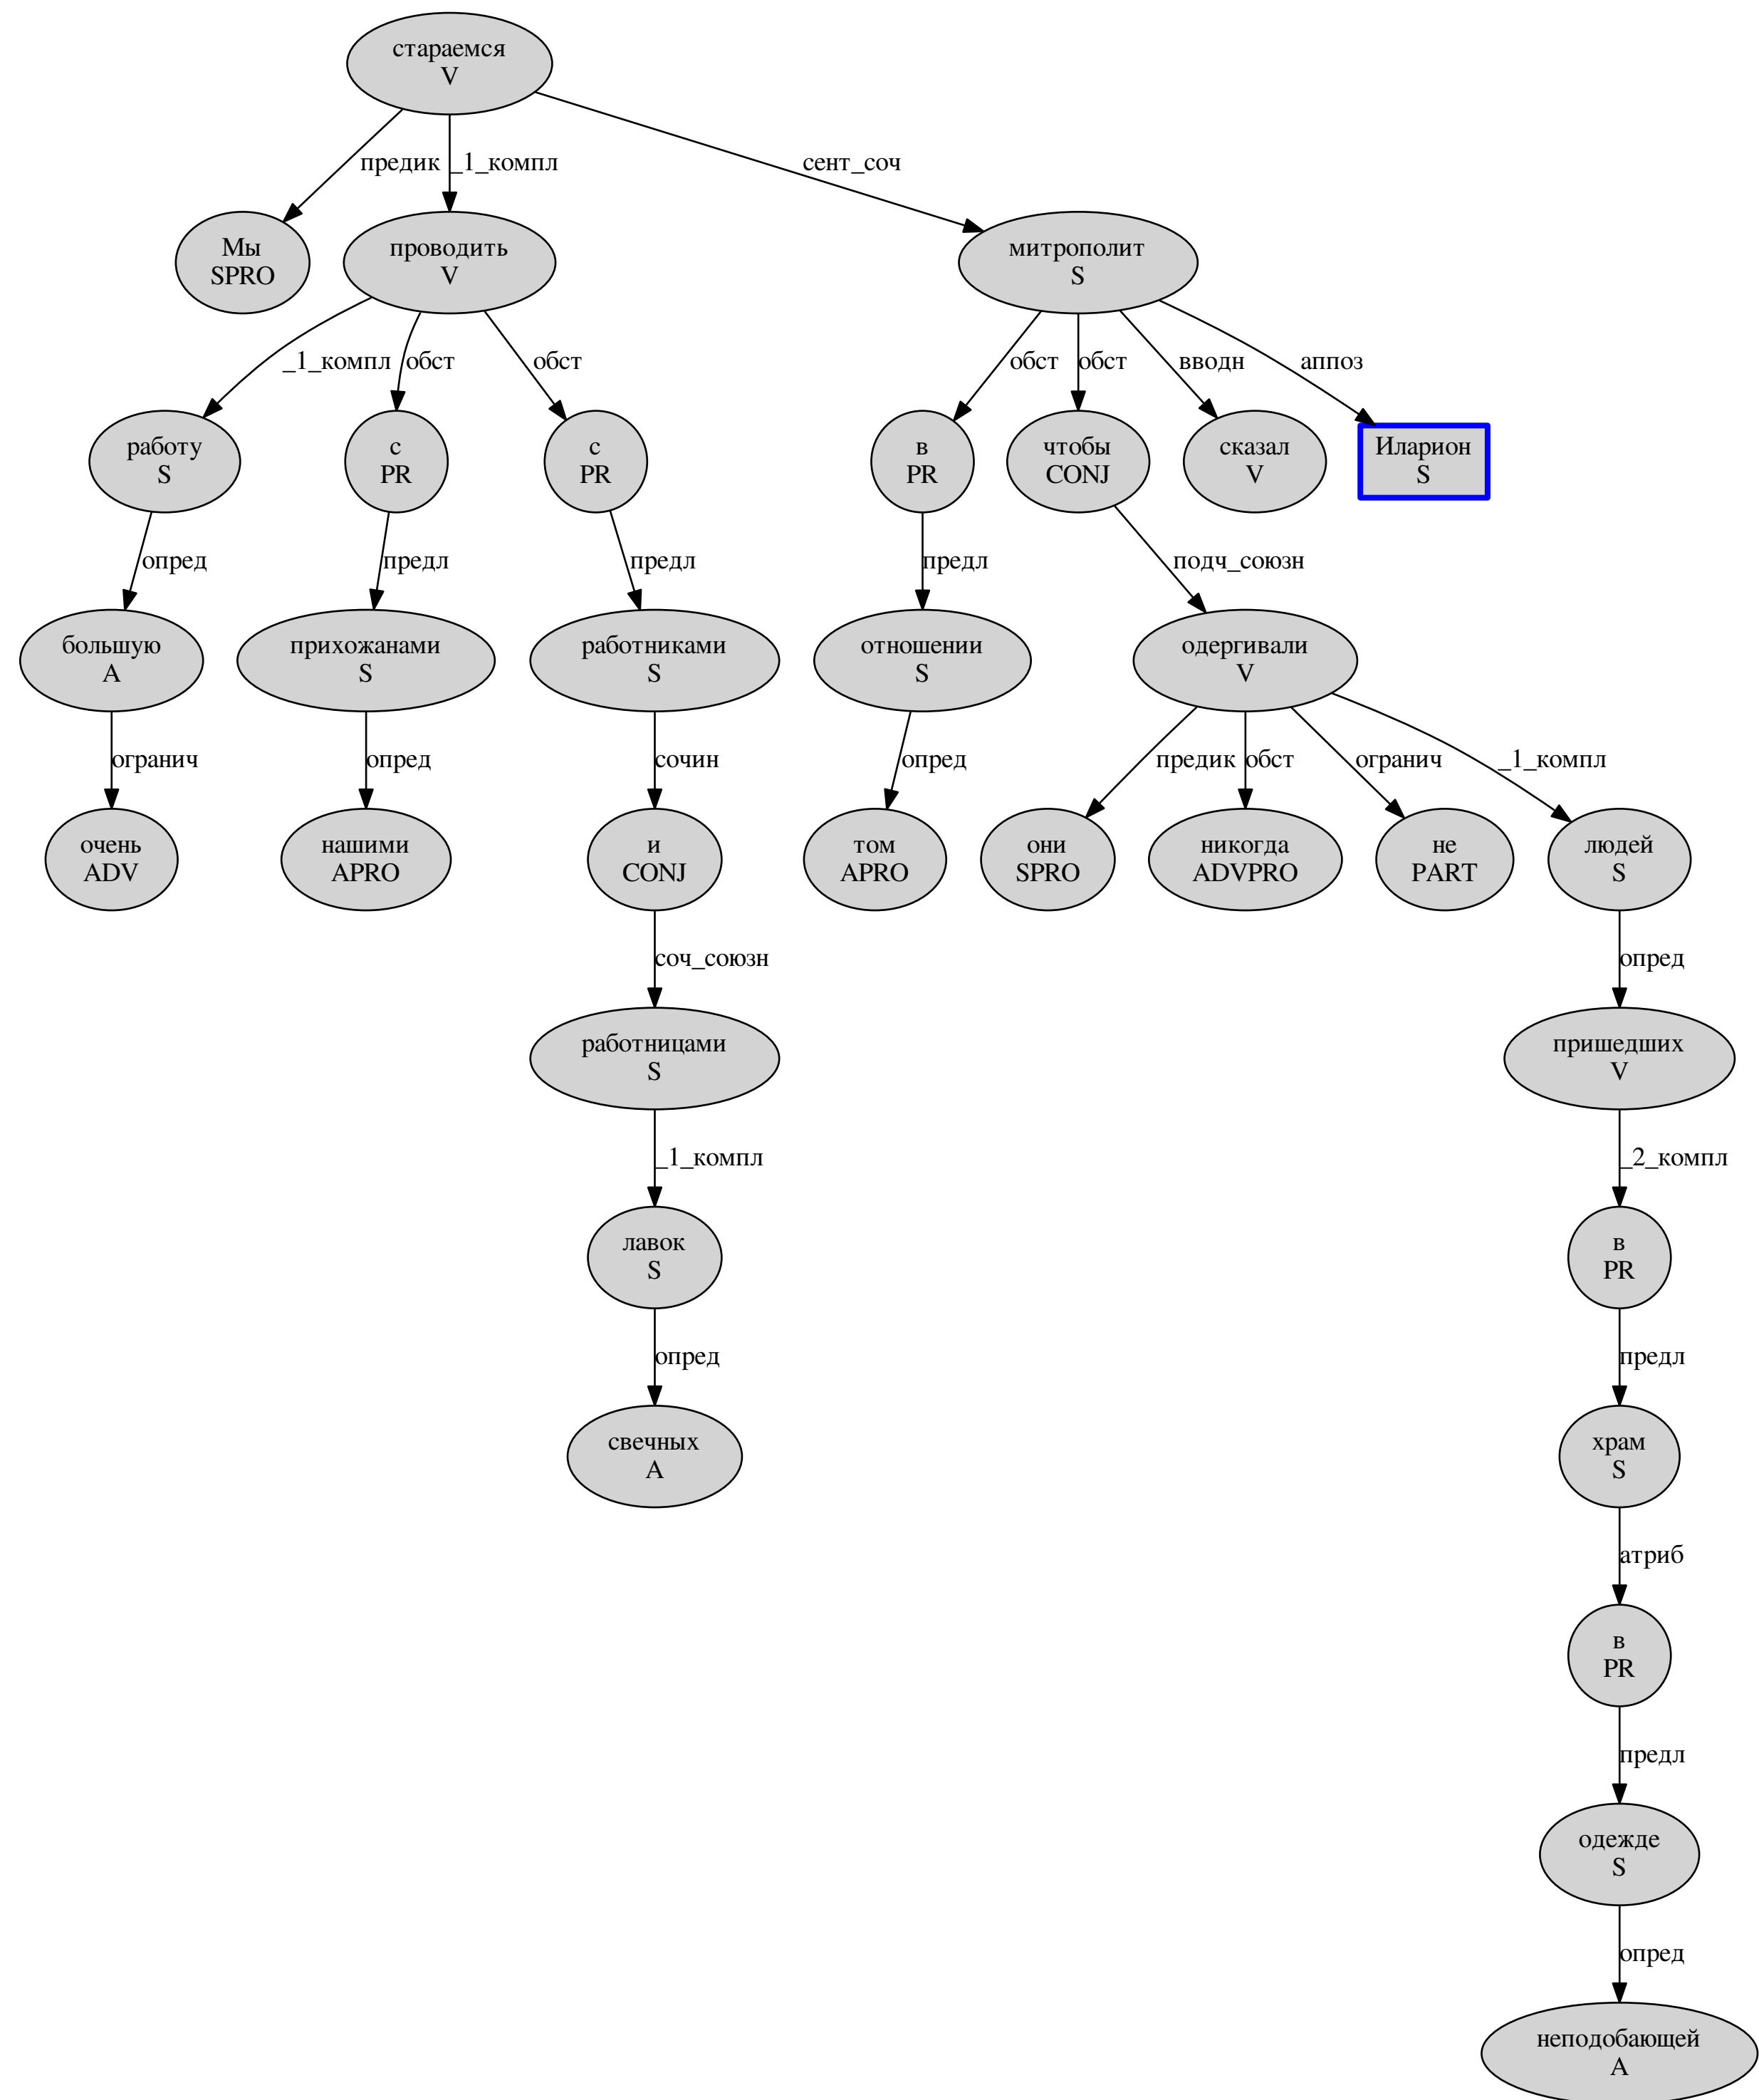 стараемся
V
предик
_1_компл
сент_соч
Мы
SPRO
проводить
V
митрополит
S
_1_компл
обст
обст
обст
обст
вводн
аппоз
работу
S
с
PR
с
PR
в
PR
чтобы
CONJ
сказал
V
Иларион
S
опред
предл
предл
предл
подч_союзн
большую
A
прихожанами
S
работниками
S
отношении
S
одергивали
V
огранич
опред
сочин
опред
предик
обст
огранич
_1_компл
очень
ADV
нашими
APRO
и
CONJ
том
APRO
они
SPRO
никогда
ADVPRO
не
PART
людей
S
соч_союзн
опред
работницами
S
пришедших
V
_1_компл
_2_компл
лавок
S
в
PR
опред
предл
свечных
A
храм
S
атриб
в
PR
предл
одежде
S
опред
неподобающей
A